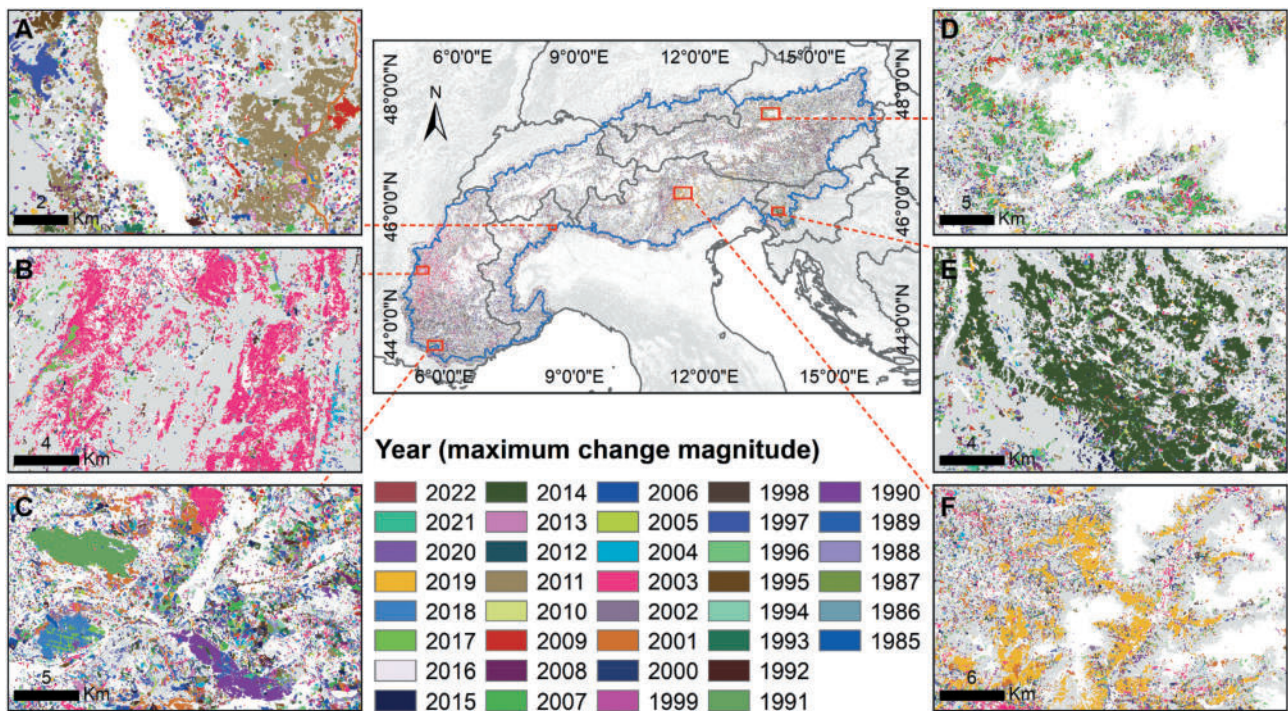 A
2
Km
B
4
Km
C
5
Km
6°0'0"E 9°0'0"E 12°0'0"E 15°0'0"E
N
48°0'0"N
46°0'0"N
44°0'0"N
48°0'0"N
46°0'0"N
44°0'0"N
6°0'0"E 9°0'0"E 12°0'0"E 15°0'0"E
D
5
Km
E
4
Km
F
6
Km
Year (maximum change magnitude)
2022 2014 2006 1998 1990
2021 2013 2005 1997 1989
2020 2012 2004 1996 1988
2019 2011 2003 1995 1987
2018 2010 2002 1994 1986
2017 2009 2001 1993 1985
2016 2008 2000 1992
2015 2007 1999 1991